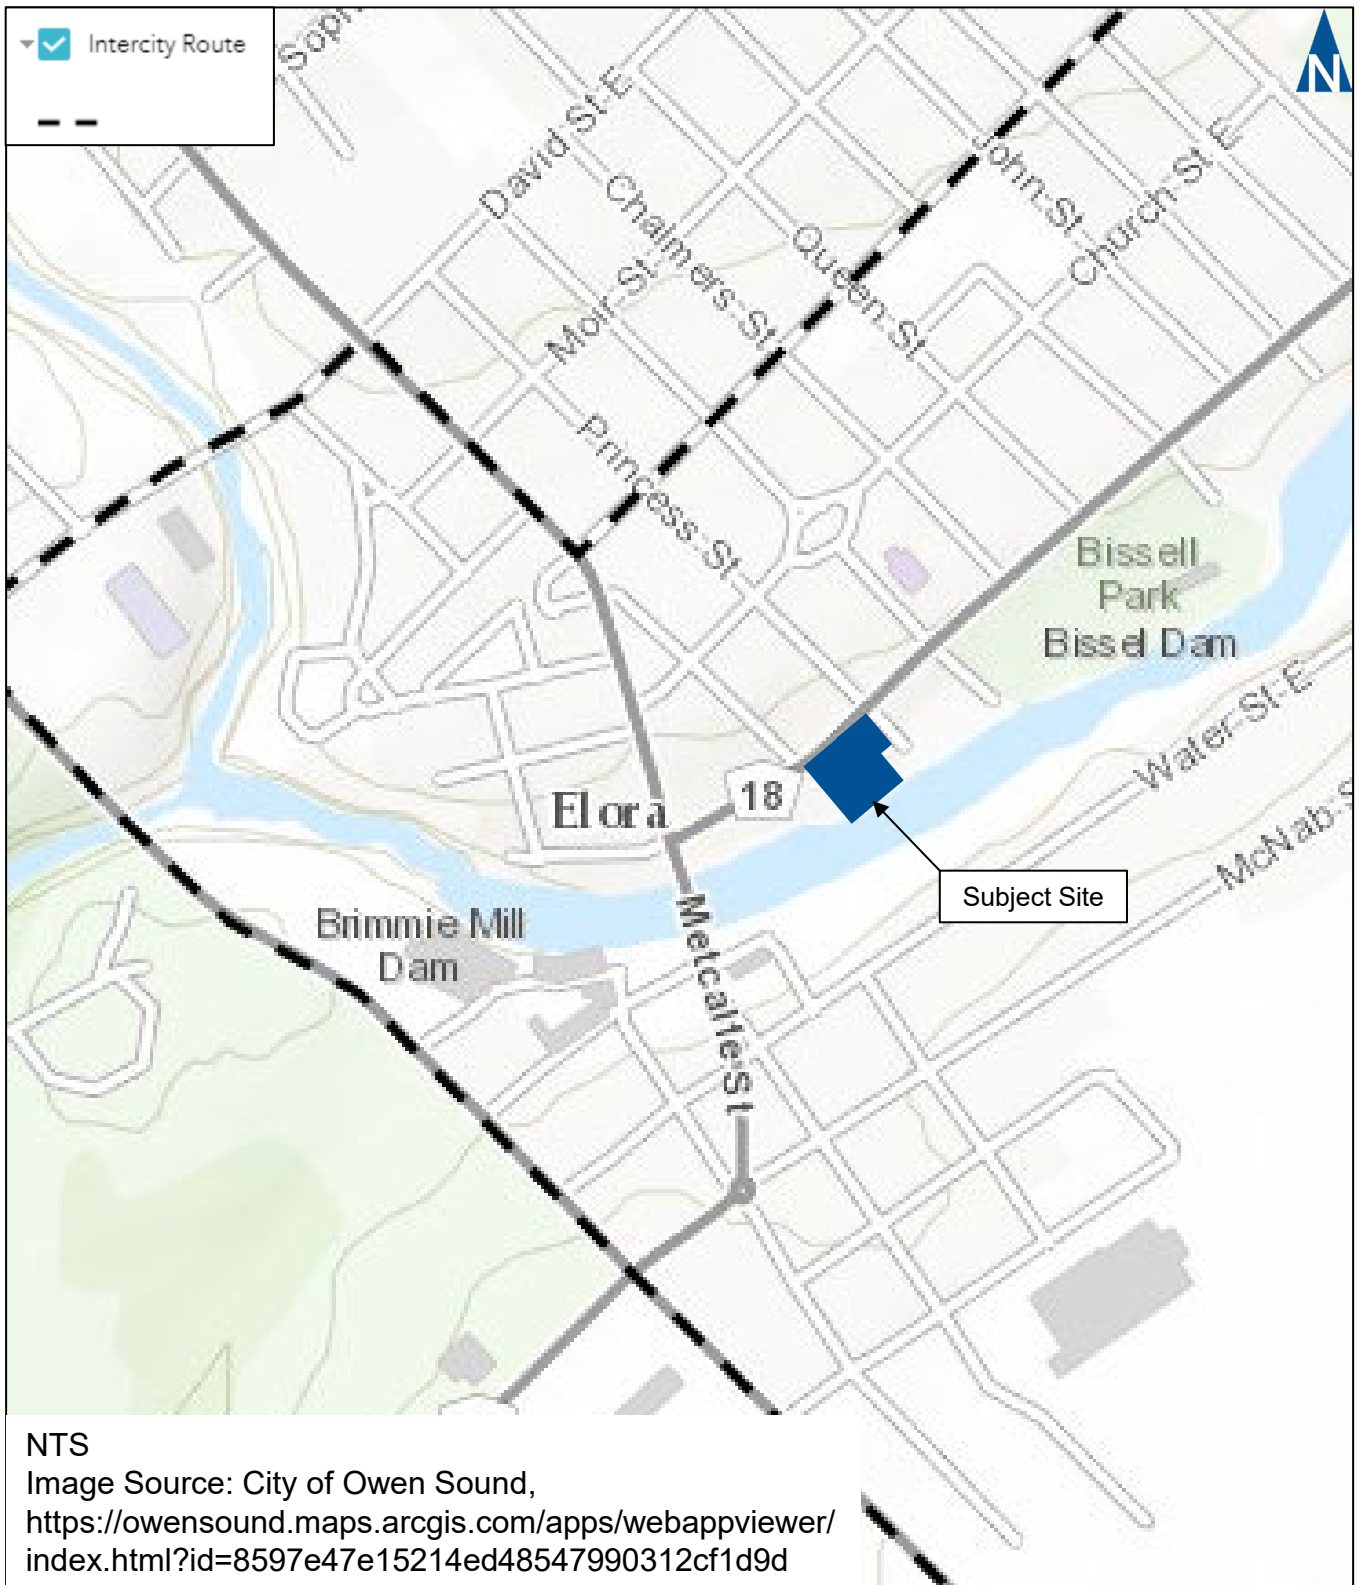 Intercity Route
N
Soph
David St E
Chalmers St
Queen St
John St
Church St E
Moir St
Princess St
Bissell
Park
Bissel Dam
Water St E
18
Elora
McNab S
Subject Site
Brimmie Mill
Dam
Metcalfe St
NTS
Image Source: City of Owen Sound,
https://owensound.maps.arcgis.com/apps/webappviewer/
index.html?id=8597e47e15214ed48547990312cf1d9d